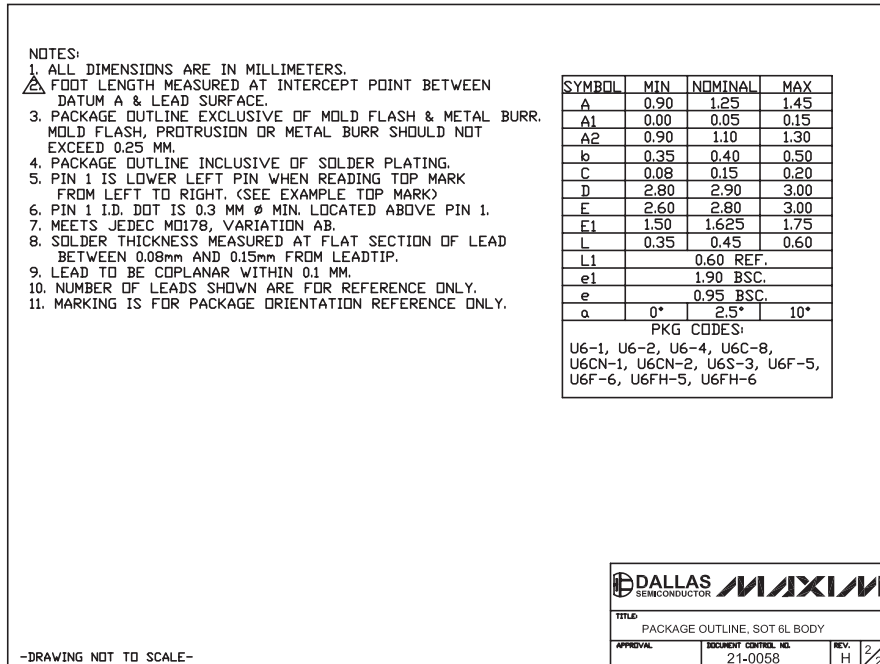 NOTES:
1. ALL DIMENSIONS ARE IN MILLIMETERS.
2. FOOT LENGTH MEASURED AT INTERCEPT POINT BETWEEN
DATUM A & LEAD SURFACE.
3. PACKAGE OUTLINE EXCLUSIVE OF MOLD FLASH & METAL BURR.
MOLD FLASH, PROTRUSION OR METAL BURR SHOULD NOT
EXCEED 0.25 MM.
4. PACKAGE OUTLINE INCLUSIVE OF SOLDER PLATING.
5. PIN 1 IS LOWER LEFT PIN WHEN READING TOP MARK
FROM LEFT TO RIGHT. (SEE EXAMPLE TOP MARK)
6. PIN 1 I.D. DOT IS 0.3 MM Ø MIN. LOCATED ABOVE PIN 1.
7. MEETS JEDEC MO178, VARIATION AB.
8. SOLDER THICKNESS MEASURED AT FLAT SECTION OF LEAD
BETWEEN 0.08mm AND 0.15mm FROM LEADTIP.
9. LEAD TO BE COPLANAR WITHIN 0.1 MM.
10. NUMBER OF LEADS SHOWN ARE FOR REFERENCE ONLY.
11. MARKING IS FOR PACKAGE ORIENTATION REFERENCE ONLY.
SYMBOL MIN NOMINAL MAX
A 0.90 1.25 1.45
A1 0.00 0.05 0.15
A2 0.90 1.10 1.30
b 0.35 0.40 0.50
C 0.08 0.15 0.20
D 2.80 2.90 3.00
E 2.60 2.80 3.00
E1 1.50 1.625 1.75
L 0.35 0.45 0.60
L1 0.60 REF.
e1 1.90 BSC.
e 0.95 BSC.
a 0° 2.5° 10°
PKG CODES:
U6-1, U6-2, U6-4, U6C-8,
U6CN-1, U6CN-2, U6S-3, U6F-5,
U6F-6, U6FH-5, U6FH-6
-DRAWING NOT TO SCALE-
DALLAS SEMICONDUCTOR MAXIM
TITLE:
PACKAGE OUTLINE, SOT 6L BODY
APPROVAL DOCUMENT CONTROL NO. REV.
21-0058 H 2/2